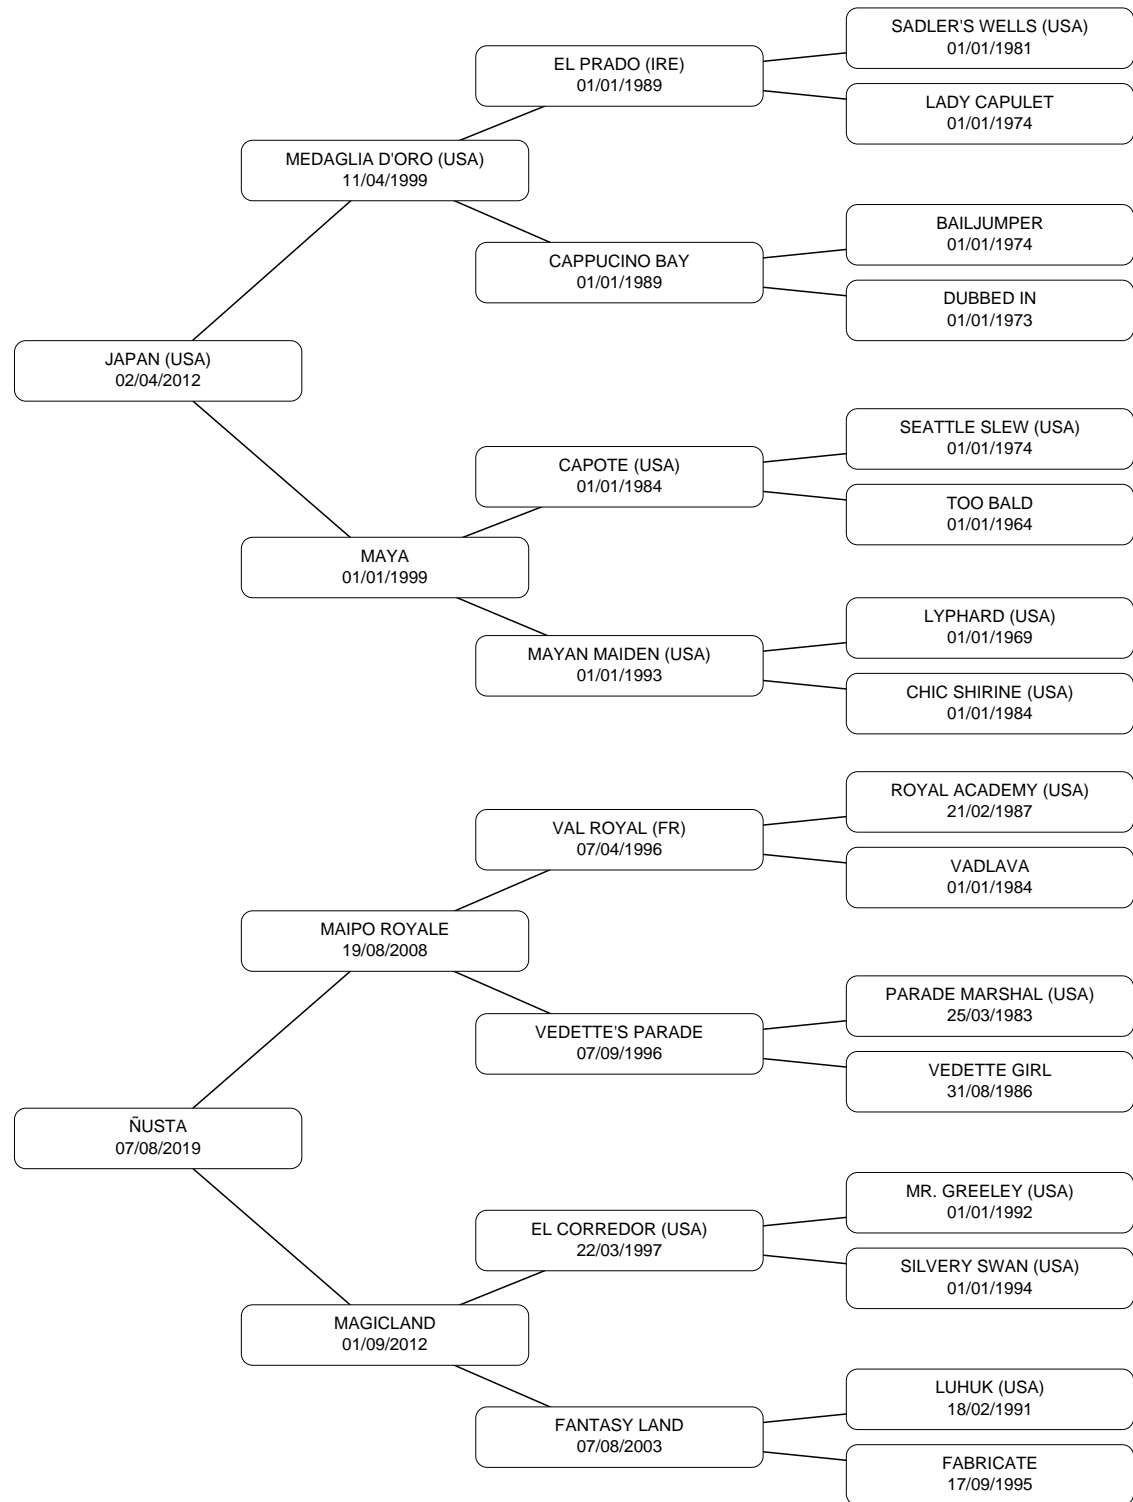 SADLER'S WELLS (USA)
01/01/1981
EL PRADO (IRE)
01/01/1989
LADY CAPULET
01/01/1974
MEDAGLIA D'ORO (USA)
11/04/1999
BAILJUMPER
01/01/1974
CAPPUCINO BAY
01/01/1989
DUBBED IN
01/01/1973
JAPAN (USA)
02/04/2012
SEATTLE SLEW (USA)
01/01/1974
CAPOTE (USA)
01/01/1984
TOO BALD
01/01/1964
MAYA
01/01/1999
LYPHARD (USA)
01/01/1969
MAYAN MAIDEN (USA)
01/01/1993
CHIC SHIRINE (USA)
01/01/1984
ROYAL ACADEMY (USA)
21/02/1987
VAL ROYAL (FR)
07/04/1996
VADLAVA
01/01/1984
MAIPO ROYALE
19/08/2008
PARADE MARSHAL (USA)
25/03/1983
VEDETTE'S PARADE
07/09/1996
VEDETTE GIRL
31/08/1986
ÑUSTA
07/08/2019
MR. GREELEY (USA)
01/01/1992
EL CORREDOR (USA)
22/03/1997
SILVERY SWAN (USA)
01/01/1994
MAGICLAND
01/09/2012
LUHUK (USA)
18/02/1991
FANTASY LAND
07/08/2003
FABRICATE
17/09/1995